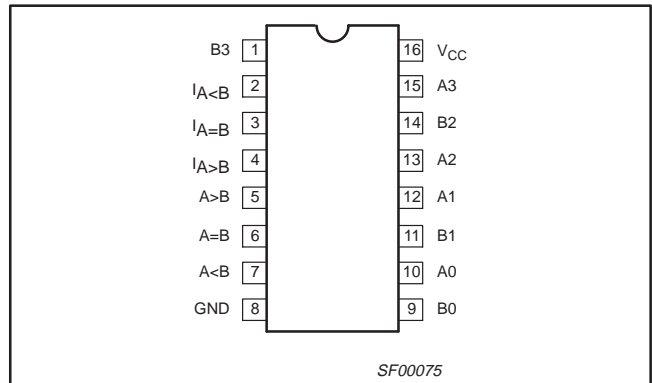 B3 1 16 VCC
IA<B 2 15 A3
IA=B 3 14 B2
IA>B 4 13 A2
A>B 5 12 A1
A=B 6 11 B1
A<B 7 10 A0
GND 8 9 B0
SF00075